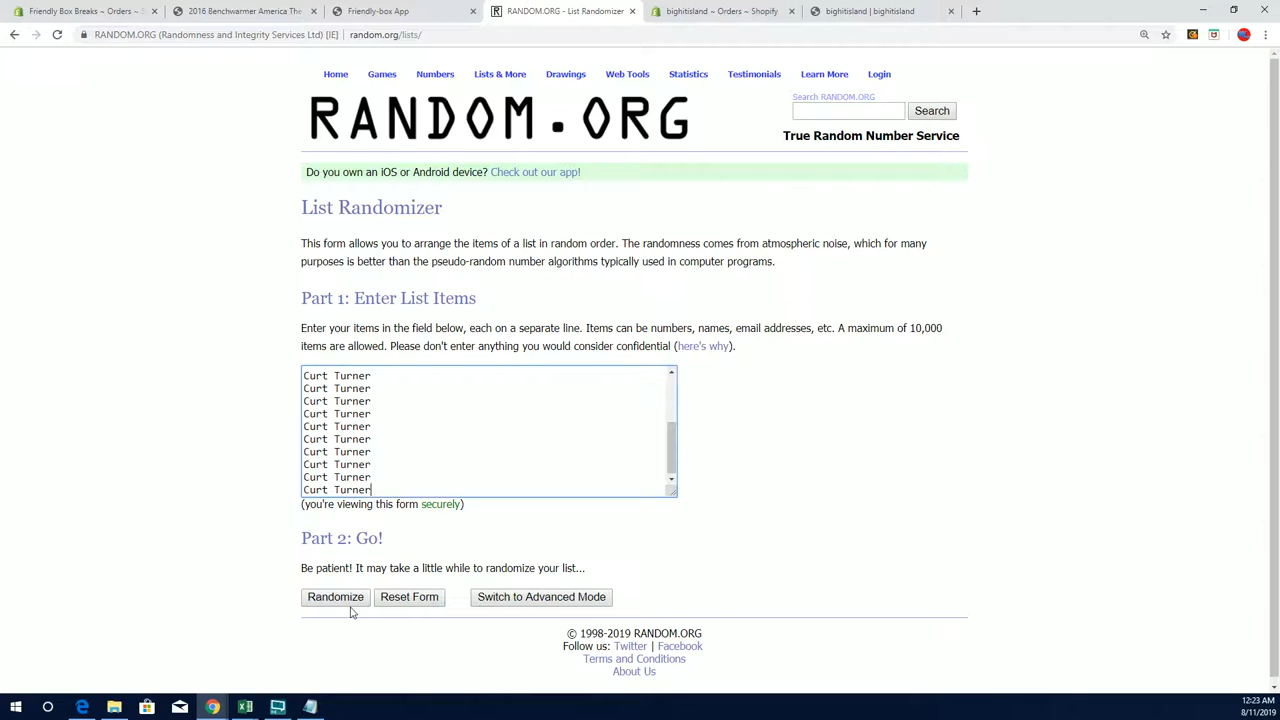 Friendly Box Breaks ~ Orders ~ S
2016 Benchwarmer America The
Friendly-box App
RANDOM.ORG - List Randomizer
bighitisland ~ Orders ~ Shopify
bighitisland | bighitisland
RANDOM.ORG (Randomness and Integrity Services Ltd) [IE] | random.org/lists/
Home Games Numbers Lists & More Drawings Web Tools Statistics Testimonials Learn More Login
Search RANDOM.ORG
RANDOM.ORG
Search
True Random Number Service
Do you own an iOS or Android device? Check out our app!
List Randomizer
This form allows you to arrange the items of a list in random order. The randomness comes from atmospheric noise, which for many
purposes is better than the pseudo-random number algorithms typically used in computer programs.
Part 1: Enter List Items
Enter your items in the field below, each on a separate line. Items can be numbers, names, email addresses, etc. A maximum of 10,000
items are allowed. Please don't enter anything you would consider confidential (here's why).
Curt Turner
Curt Turner
Curt Turner
Curt Turner
Curt Turner
Curt Turner
Curt Turner
Curt Turner
Curt Turner
Curt Turner
(you're viewing this form securely)
Part 2: Go!
Be patient! It may take a little while to randomize your list...
Randomize Reset Form Switch to Advanced Mode
© 1998-2019 RANDOM.ORG
Follow us: Twitter | Facebook
Terms and Conditions
About Us
12:23 AM
8/11/2019